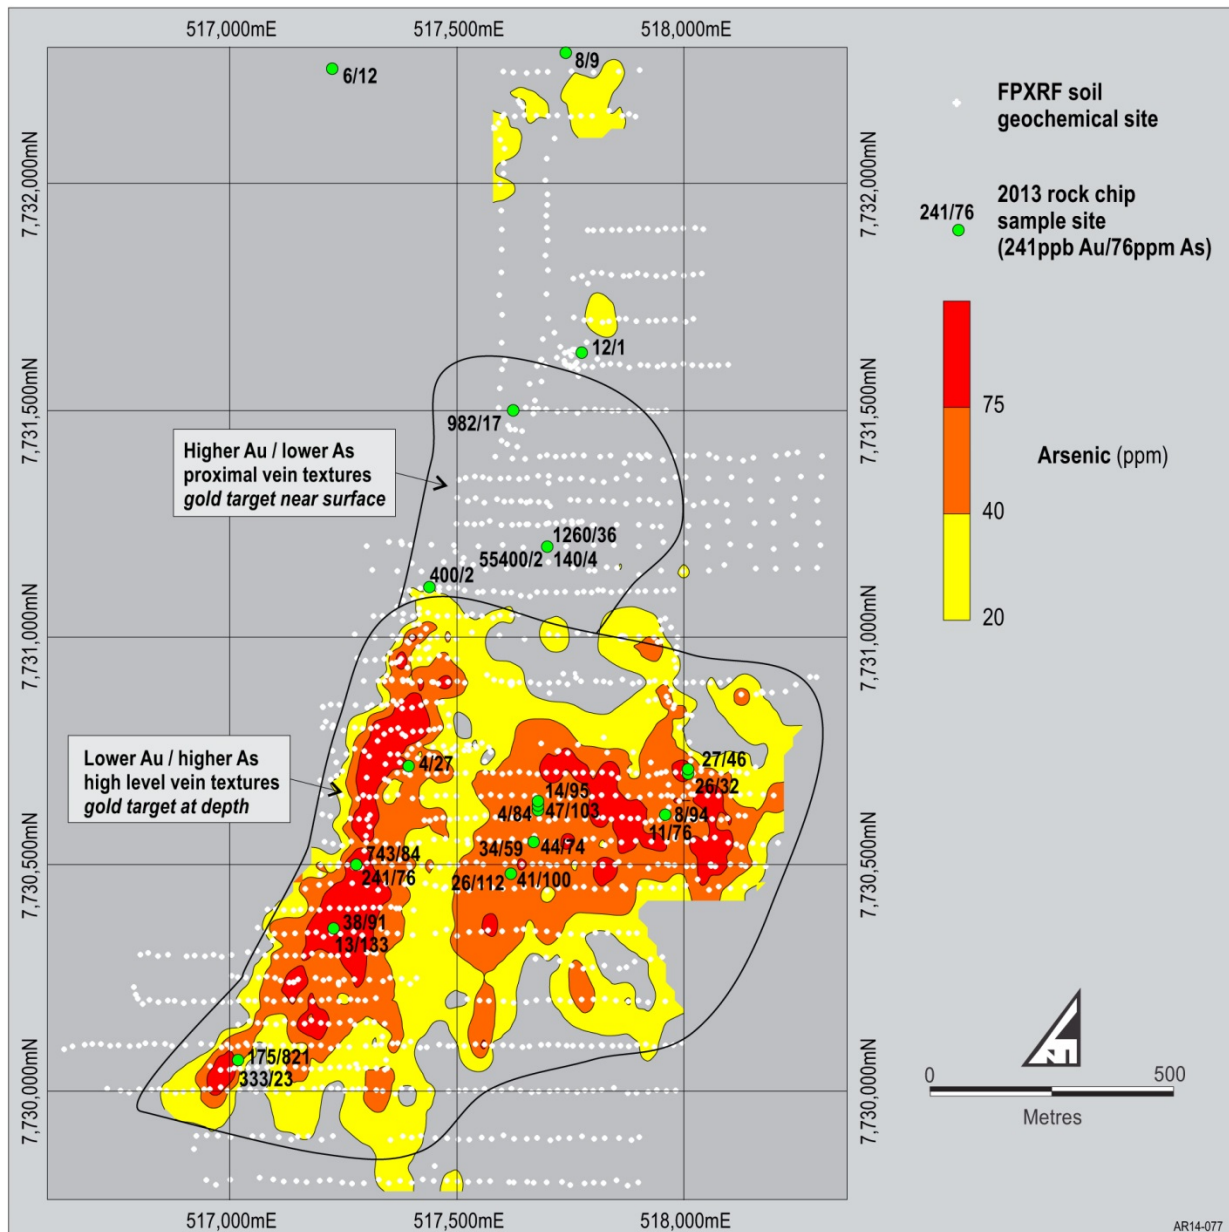 517,000mE
517,500mE
518,000mE
7,732,000mN
7,731,500mN
7,731,000mN
7,730,500mN
7,730,000mN
7,732,000mN
7,731,500mN
7,731,000mN
7,730,500mN
7,730,000mN
6/12
8/9
12/1
982/17
Higher Au / lower As
proximal vein textures
gold target near surface
1260/36
55400/2
140/4
400/2
Lower Au / higher As
high level vein textures
gold target at depth
4/27
27/46
26/32
14/95
4/84
47/103
8/94
11/76
34/59
44/74
743/84
241/76
26/112
41/100
38/91
13/133
175/821
333/23
517,000mE
517,500mE
518,000mE
FPXRF soil
geochemical site
241/76
2013 rock chip
sample site
(241ppb Au/76ppm As)
75
Arsenic (ppm)
40
20
N
0
500
Metres
AR14-077